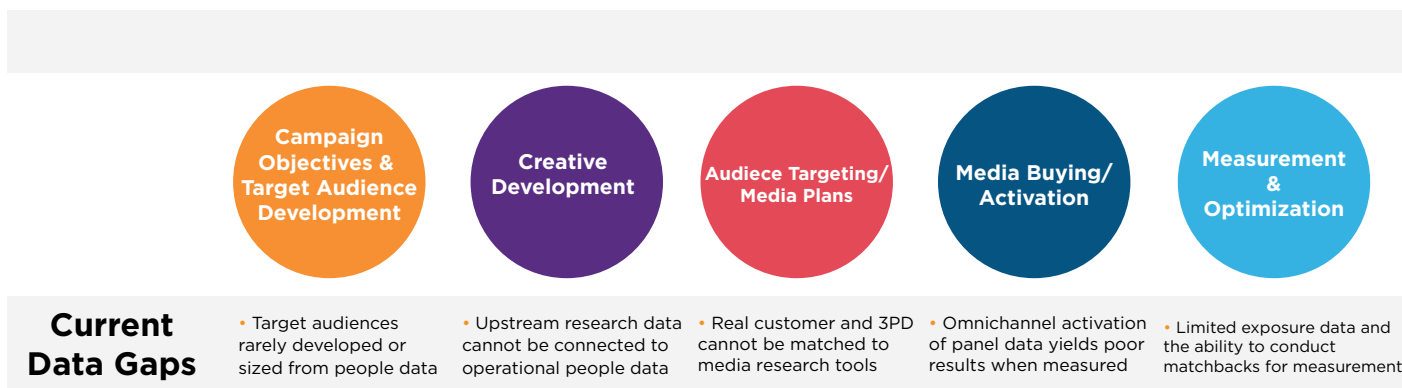 Campaign
Objectives &
Target Audience
Development
Creative
Development
Audiece Targeting/
Media Plans
Media Buying/
Activation
Measurement
&
Optimization
Current
Data Gaps
• Target audiences
rarely developed or
sized from people data
• Upstream research data
cannot be connected to
operational people data
• Real customer and 3PD
cannot be matched to
media research tools
• Omnichannel activation
of panel data yields poor
results when measured
• Limited exposure data and
the ability to conduct
matchbacks for measurement